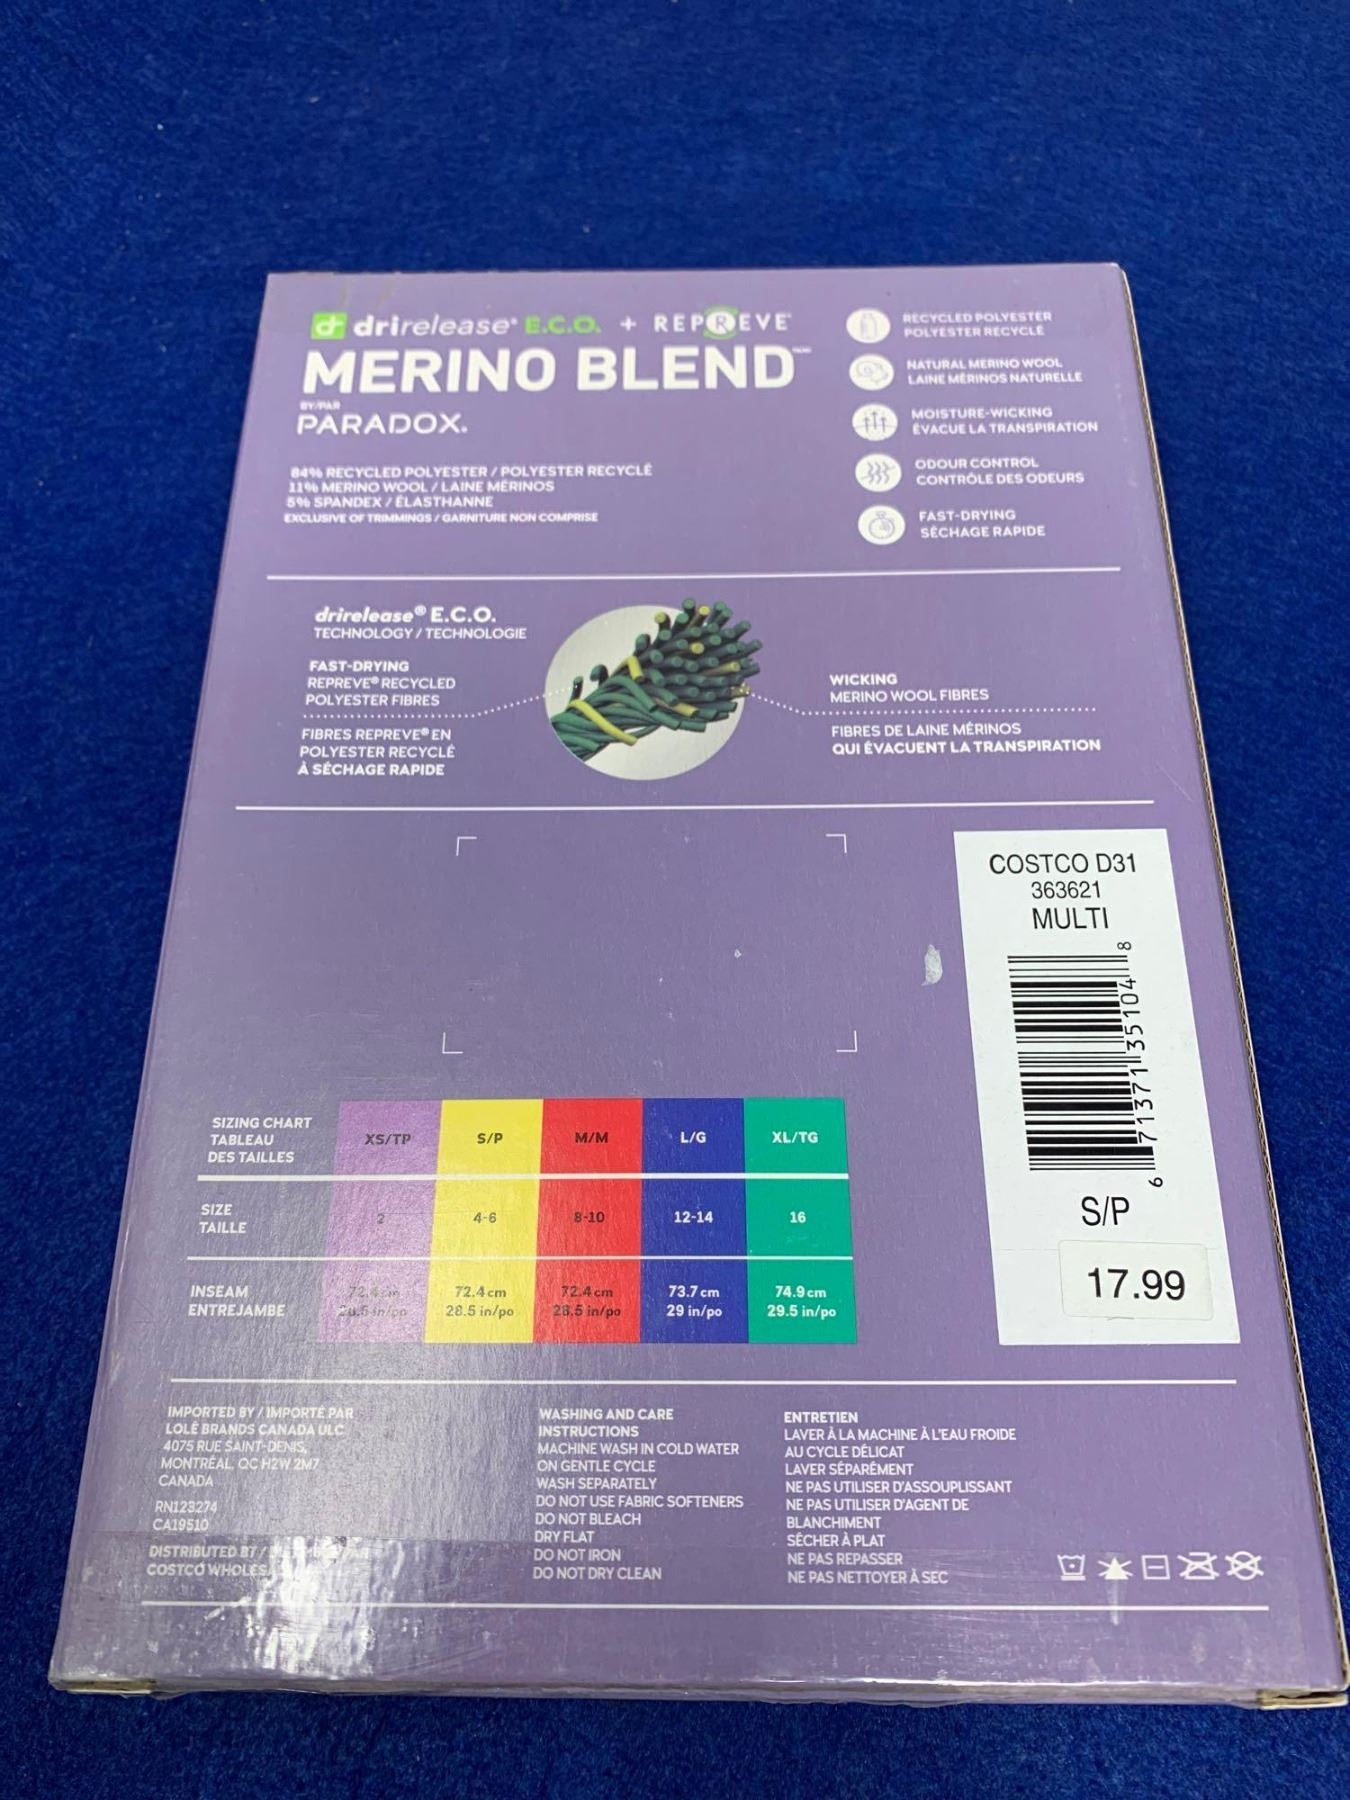 drirelease® E.C.O. + REPREVE™
MERINO BLEND
BY/PAR
PARADOX.
84% RECYCLED POLYESTER / POLYESTER RECYCLÉ
11% MERINO WOOL / LAINE MÉRINOS
5% SPANDEX / ÉLASTHANNE
EXCLUSIVE OF TRIMMINGS / GARNITURE NON COMPRISE
RECYCLED POLYESTER
POLYESTER RECYCLÉ
NATURAL MERINO WOOL
LAINE MÉRINOS NATURELLE
MOISTURE-WICKING
ÉVACUE LA TRANSPIRATION
ODOUR CONTROL
CONTRÔLE DES ODEURS
FAST-DRYING
SÉCHAGE RAPIDE
drirelease® E.C.O.
TECHNOLOGY / TECHNOLOGIE
FAST-DRYING
REPREVE® RECYCLED
POLYESTER FIBRES
FIBRES REPREVE® EN
POLYESTER RECYCLÉ
À SÉCHAGE RAPIDE
WICKING
MERINO WOOL FIBRES
FIBRES DE LAINE MÉRINOS
QUI ÉVACUENT LA TRANSPIRATION
COSTCO D31
363621
MULTI
6 71371 35104 8
S/P
17.99
SIZING CHART
TABLEAU
DES TAILLES
XS/TP S/P M/M L/G XL/TG
SIZE
TAILLE
2 4-6 8-10 12-14 16
INSEAM
ENTREJAMBE
72.4 cm 72.4 cm 72.4 cm 73.7 cm 74.9 cm
28.5 in/po 28.5 in/po 28.5 in/po 29 in/po 29.5 in/po
IMPORTED BY / IMPORTÉ PAR
LOLË BRANDS CANADA ULC
4075 RUE SAINT-DENIS,
MONTRÉAL, QC H2W 2M7
CANADA
RN123274
CA19510
DISTRIBUTED BY / PAR
COSTCO
WASHING AND CARE
INSTRUCTIONS
MACHINE WASH IN COLD WATER
ON GENTLE CYCLE
WASH SEPARATELY
DO NOT USE FABRIC SOFTENERS
DO NOT BLEACH
DRY FLAT
DO NOT IRON
DO NOT DRY CLEAN
ENTRETIEN
LAVER À LA MACHINE À L'EAU FROIDE
AU CYCLE DÉLICAT
LAVER SÉPARÉMENT
NE PAS UTILISER D'ASSOUPLISSANT
NE PAS UTILISER D'AGENT DE
BLANCHIMENT
SÉCHER À PLAT
NE PAS REPASSER
NE PAS NETTOYER À SEC